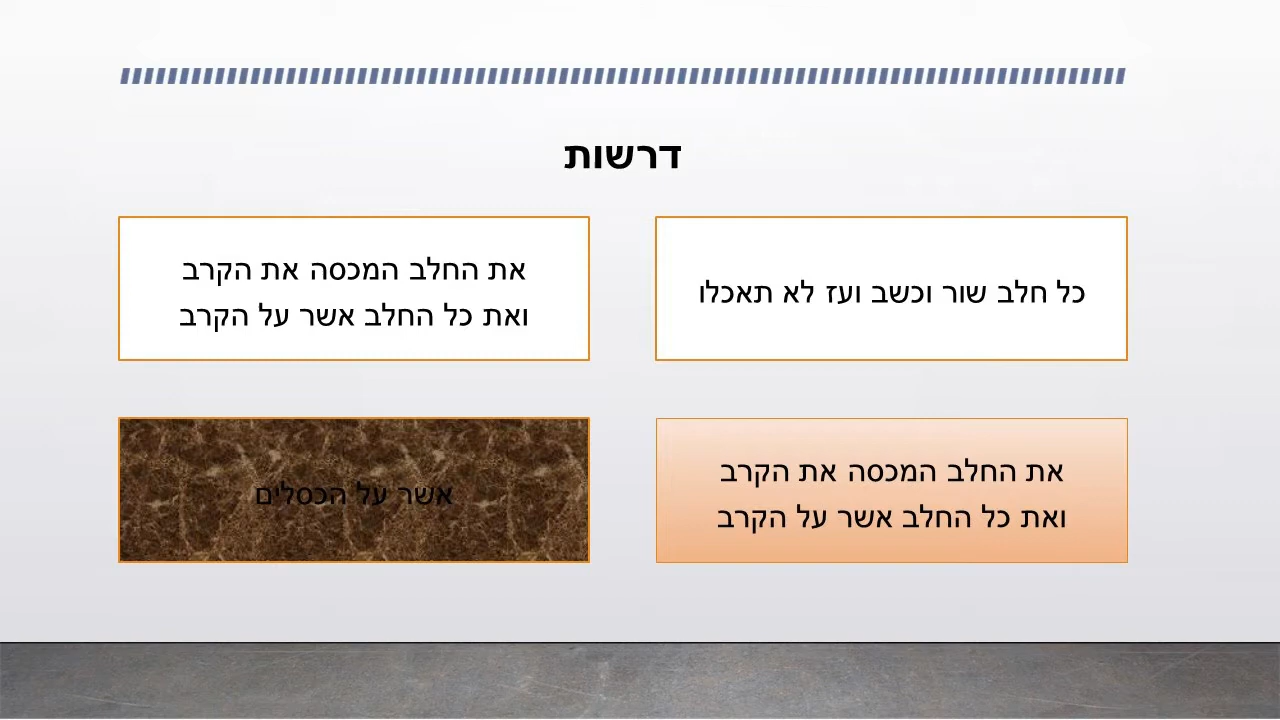 דרשות
כל חלב שור וכשב ועז לא תאכלו
את החלב המכסה את הקרב
ואת כל החלב אשר על הקרב
את החלב המכסה את הקרב
ואת כל החלב אשר על הקרב
אשר על הכסלים